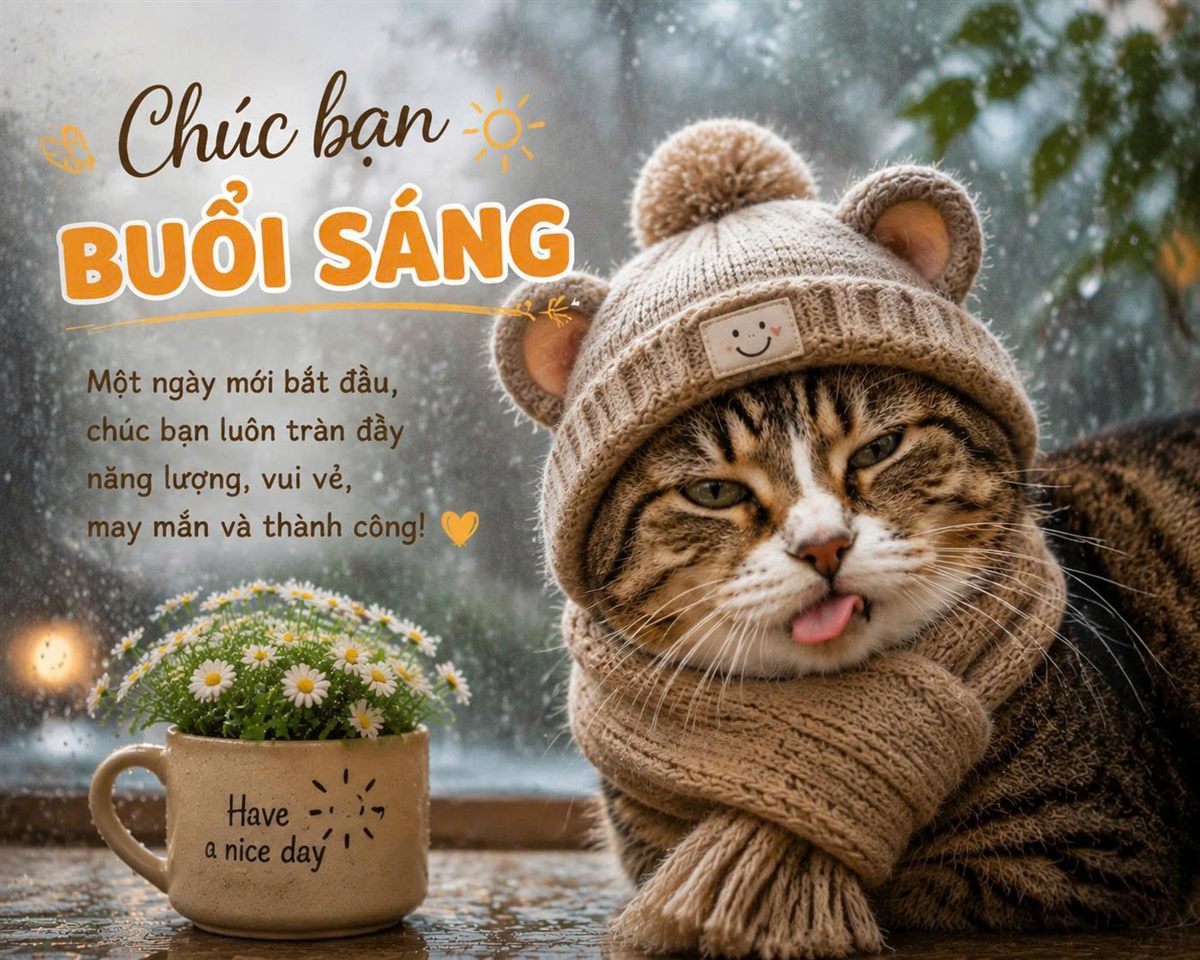 Chúc bạn
BUỔI SÁNG
Một ngày mới bắt đầu,
chúc bạn luôn tràn đầy
năng lượng, vui vẻ,
may mắn và thành công!
Have
a nice day